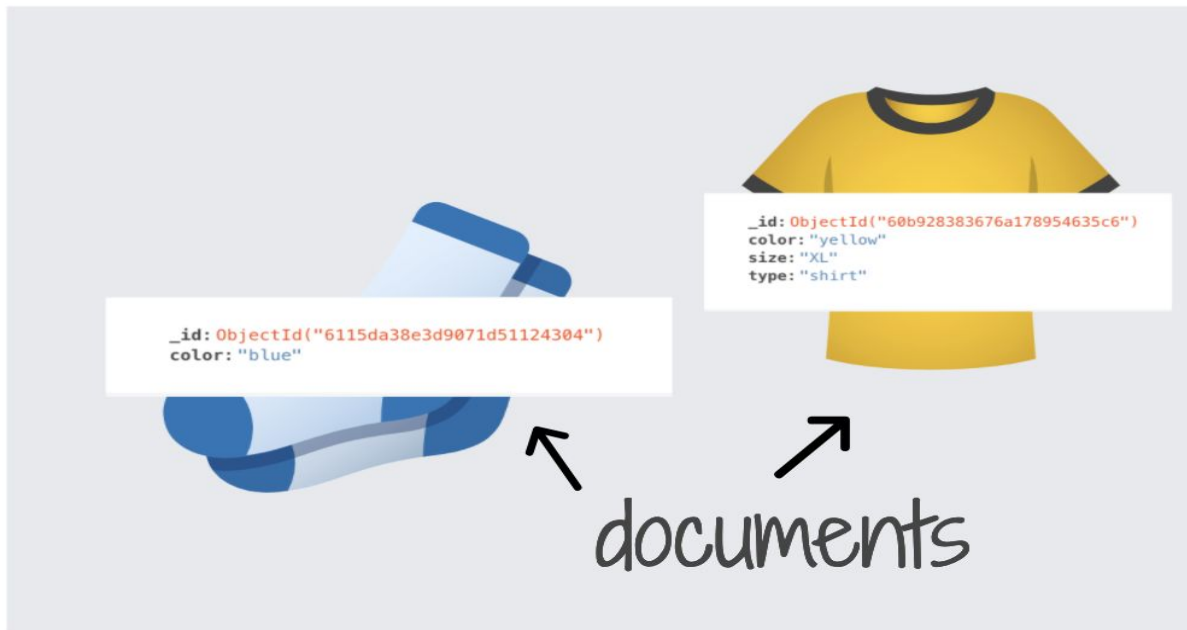 _id: ObjectId("60b928383676a178954635c6")
color: "yellow"
size: "XL"
type: "shirt"
_id: ObjectId("6115da38e3d9071d51124304")
color: "blue"
documents